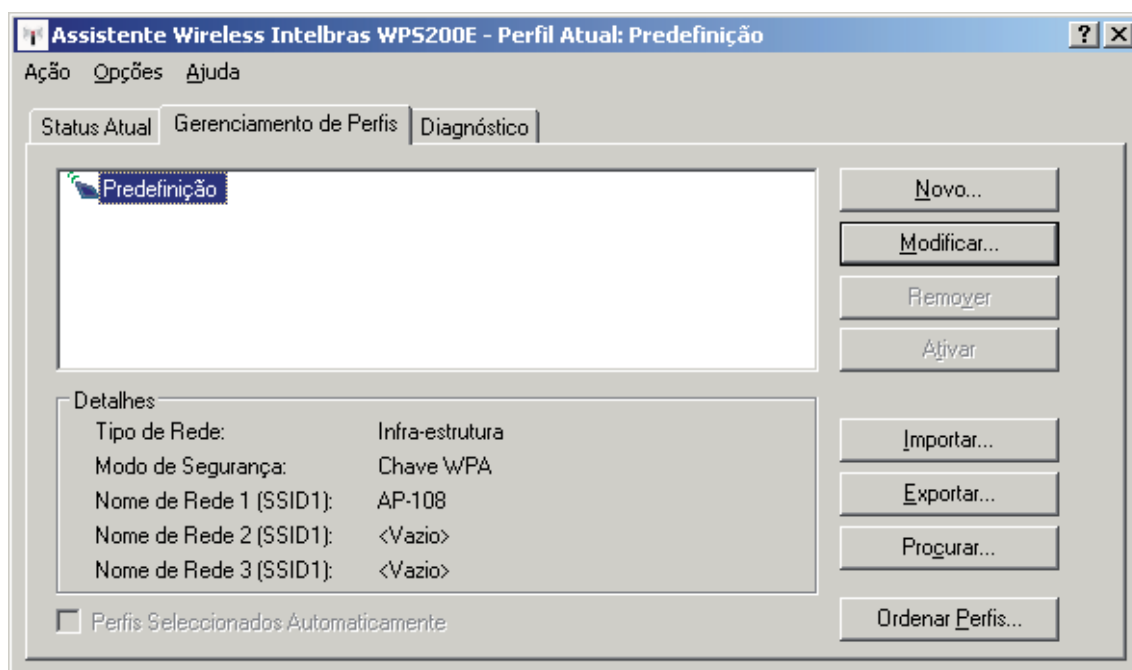 Assistente Wireless Intelbras WPS200E - Perfil Atual: Predefinição
Ação Opções Ajuda
Status Atual Gerenciamento de Perfis Diagnóstico
Predefinição
Novo...
Modificar...
Remover
Ativar
Detalhes
Tipo de Rede: Infra-estrutura
Modo de Segurança: Chave WPA
Nome de Rede 1 (SSID1): AP-108
Nome de Rede 2 (SSID1): <Vazio>
Nome de Rede 3 (SSID1): <Vazio>
Importar...
Exportar...
Procurar...
Perfis Seleccionados Automaticamente
Ordenar Perfis...